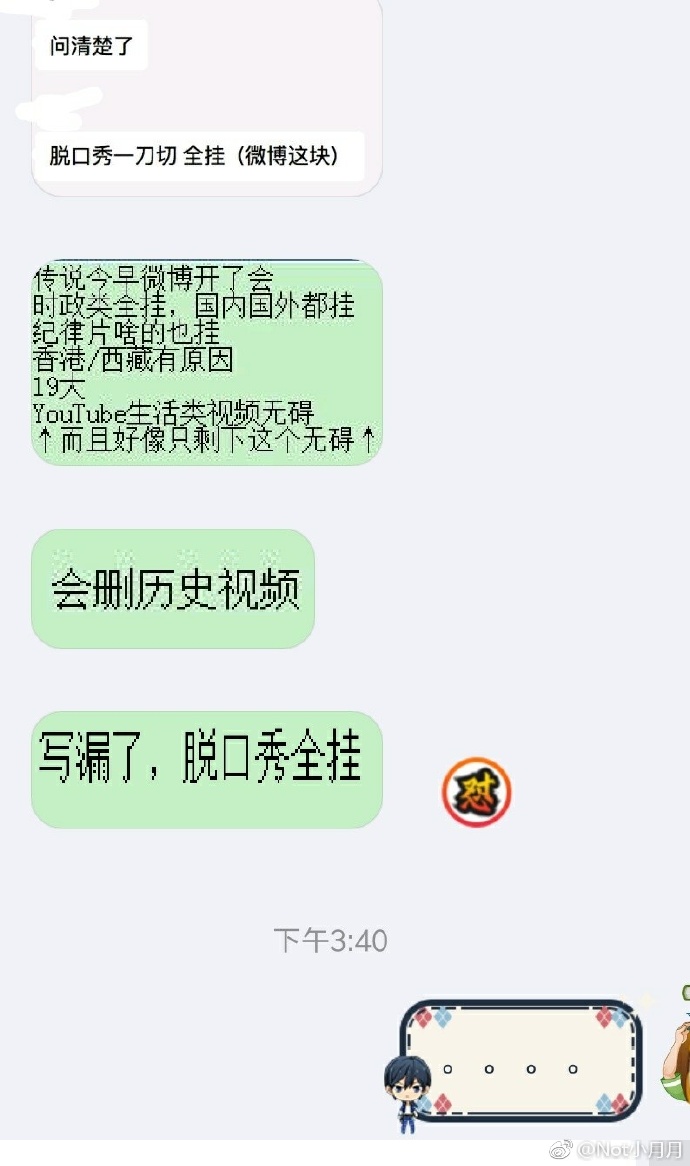 问清楚了
脱口秀一刀切 全挂（微博这块）
传说今早微博开了会
时政类全挂，国内国外都挂
纪律片啥的也挂
香港/西藏有原因
19大
YouTube生活类视频无碍
↑而且好像只剩下这个无碍↑
会删历史视频
写漏了，脱口秀全挂
怼
下午3:40
。。。。
@Not小月月